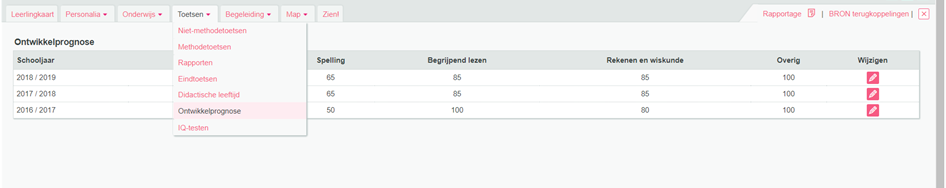 Leerlingkaart Personalia Onderwijs Toetsen Begeleiding Map Zien! Rapportage | BRON terugkoppelingen |
Niet-methodetoetsen
Ontwikkelprognose
Methodetoetsen
Schooljaar Rapporten Spelling Begrijpend lezen Rekenen en wiskunde Overig Wijzigen
2018 / 2019 Eindtoetsen 65 85 85 100
2017 / 2018 Didactische leeftijd 65 85 85 100
2016 / 2017 Ontwikkelprognose 50 100 80 100
IQ-testen